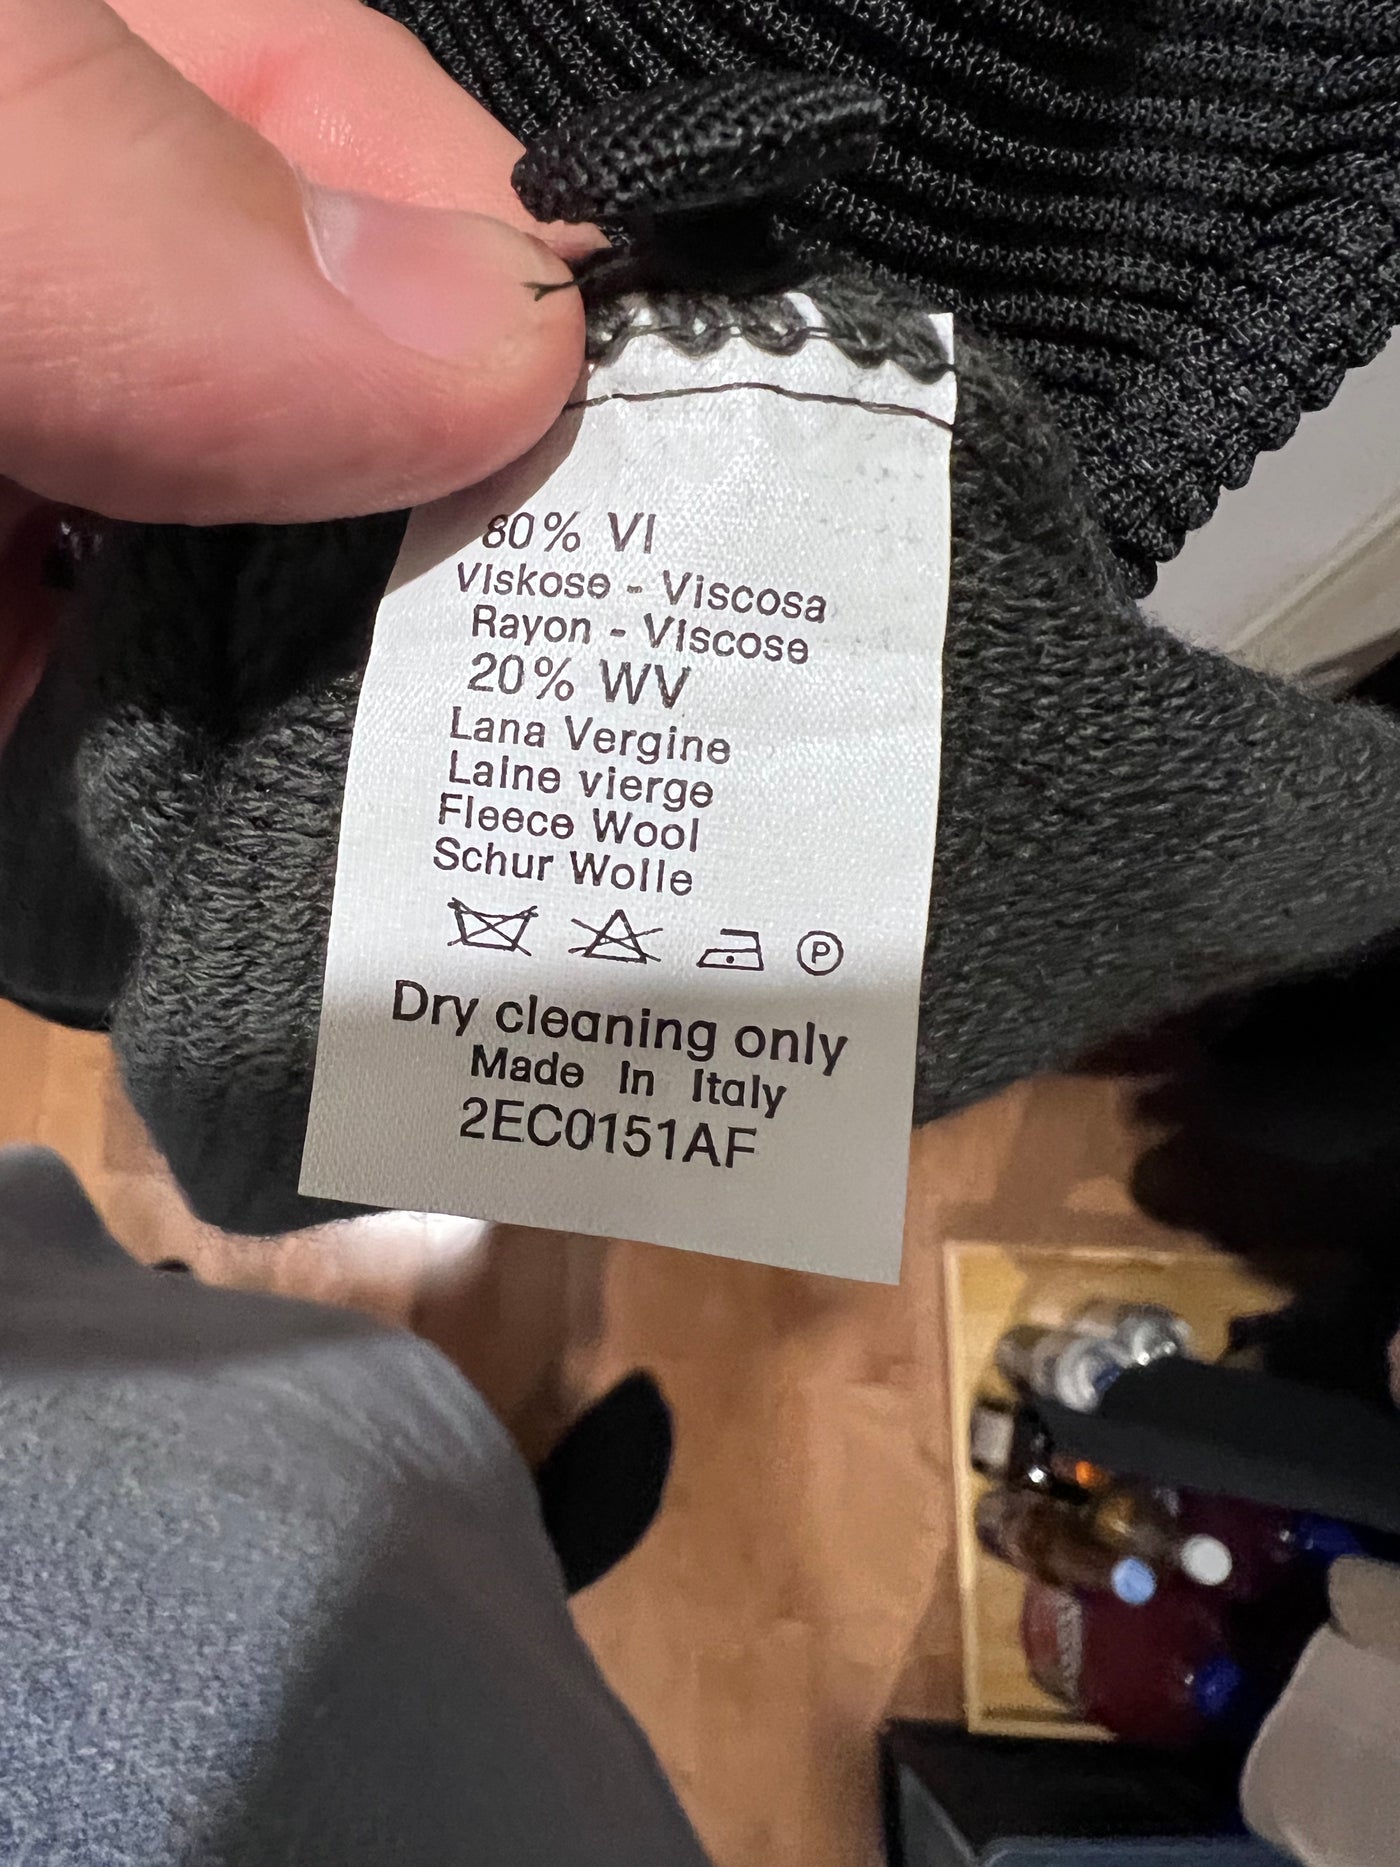 80% VI
Viskose - Viscosa
Rayon - Viscose
20% WV
Lana Vergine
Laine vierge
Fleece Wool
Schur Wolle
P
Dry cleaning only
Made In Italy
2EC0151AF